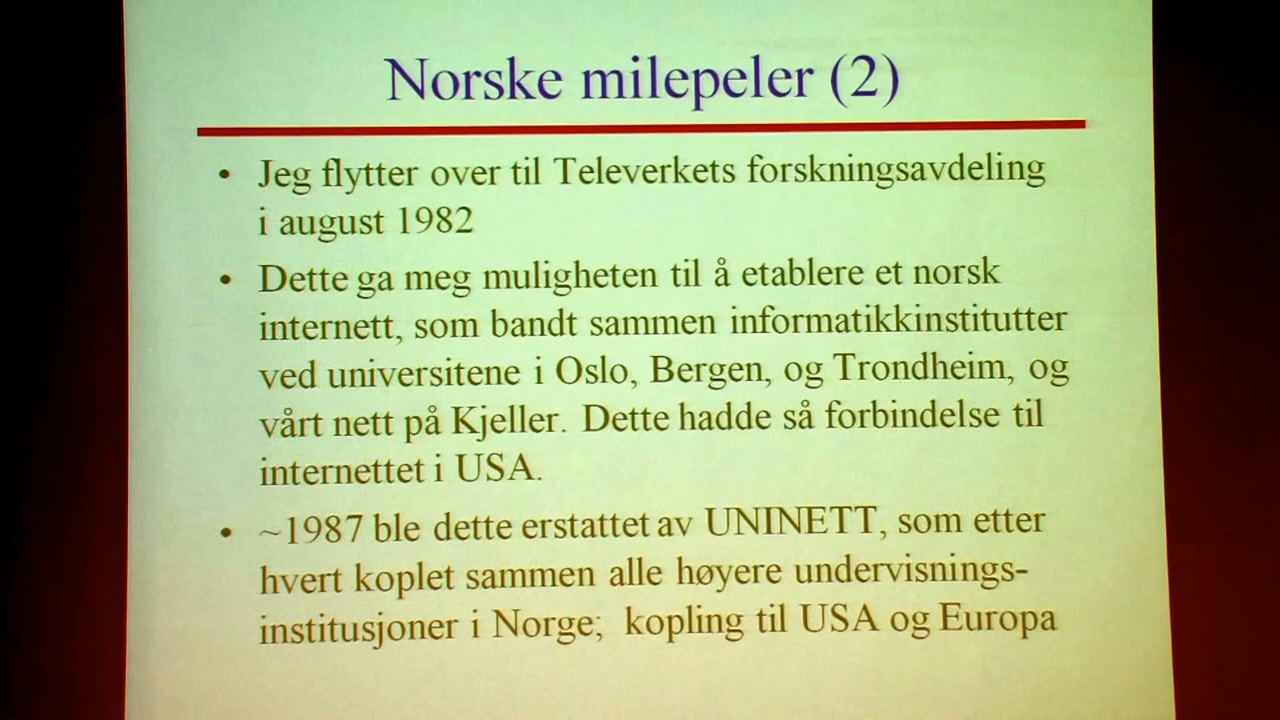 Norske milepeler (2)
• Jeg flytter over til Televerkets forskningsavdeling
i august 1982
• Dette ga meg muligheten til å etablere et norsk
internett, som bandt sammen informatikkinstitutter
ved universitene i Oslo, Bergen, og Trondheim, og
vårt nett på Kjeller. Dette hadde så forbindelse til
internettet i USA.
• ~1987 ble dette erstattet av UNINETT, som etter
hvert koplet sammen alle høyere undervisnings-
institusjoner i Norge; kopling til USA og Europa